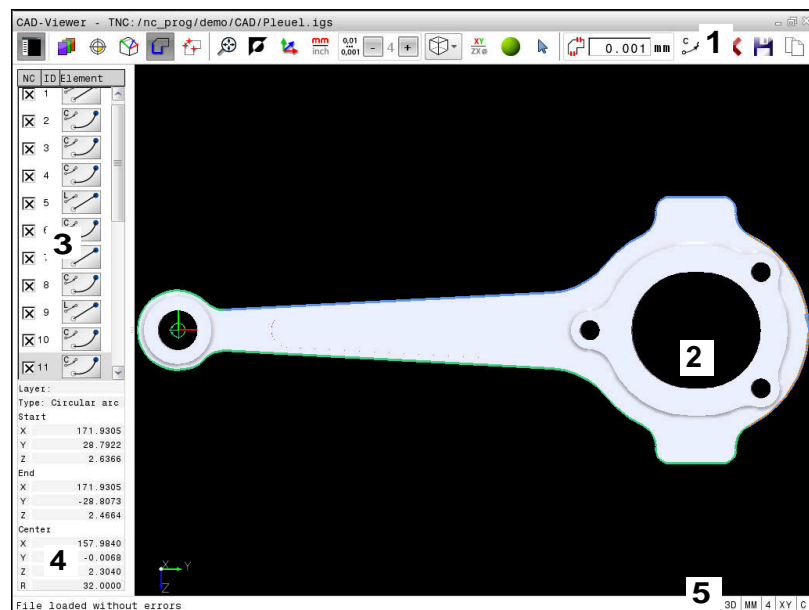 CAD-Viewer - TNC:/nc_prog/demo/CAD/Pleuel.igs
mm
inch
0,01
0,001
- 4 +
XY
ZXø
0.001 mm
C
1
NC ID Element
1
2 C
3 C
4 C
5 L
6 C
3
8 C
9 L
10 C
11 C
2
Layer:
Type: Circular arc
Start
X 171.9305
Y 28.7922
Z 2.6366
End
X 171.9305
Y -28.8073
Z 2.4664
Center
X 157.9840
Y -0.0068
Z 2.3040
R 32.0000
4
X Y
Z
5
File loaded without errors
3D MM 4 XY C